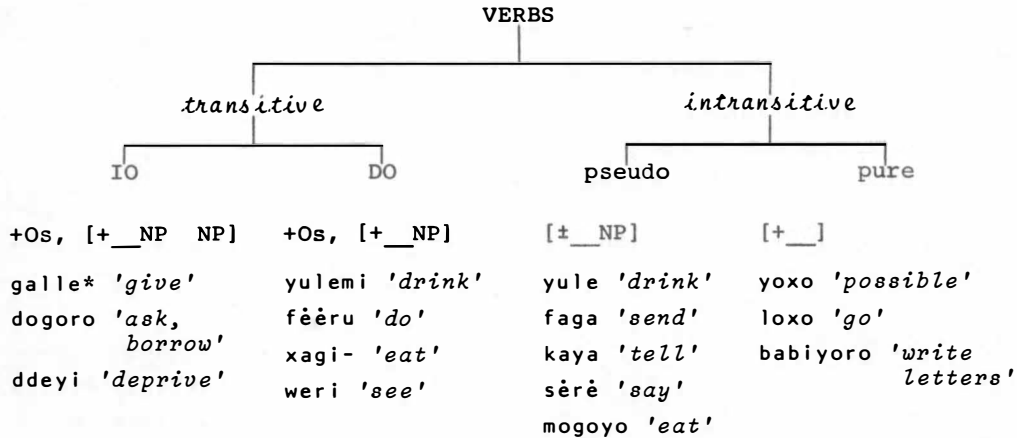 VERBS
transitive intransitive
IO DO pseudo pure
+Os, [+__NP NP] +Os, [+__NP] [±__NP] [+__]
galle* 'give' yulemi 'drink' yule 'drink' yoxo 'possible'
dogoro 'ask, fėėru 'do' faga 'send' loxo 'go'
borrow' xagi- 'eat' kaya 'tell' babiyoro 'write
ddeyi 'deprive' weri 'see' sėrė 'say' letters'
mogoyo 'eat'